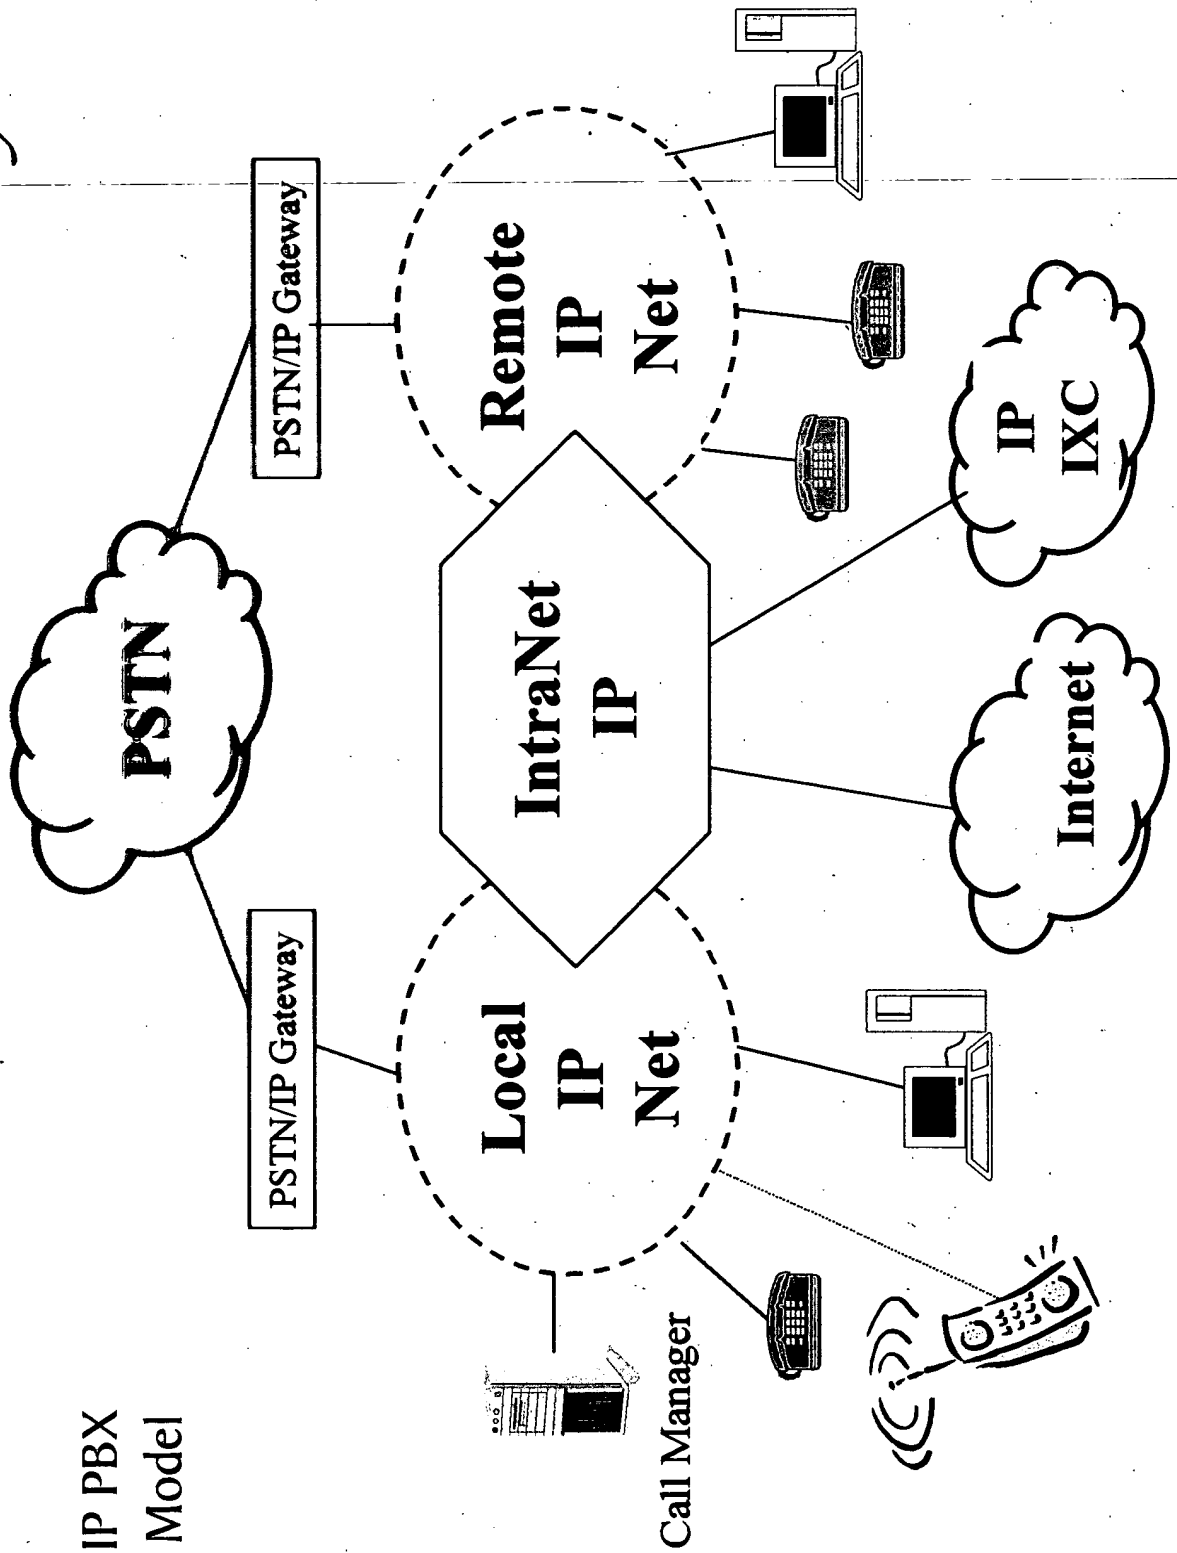 IP PBX
Model
PSTN
PSTN/IP Gateway
PSTN/IP Gateway
Local
IP
Net
IntraNet
IP
Remote
IP
Net
Call Manager
Internet
IP
IXC